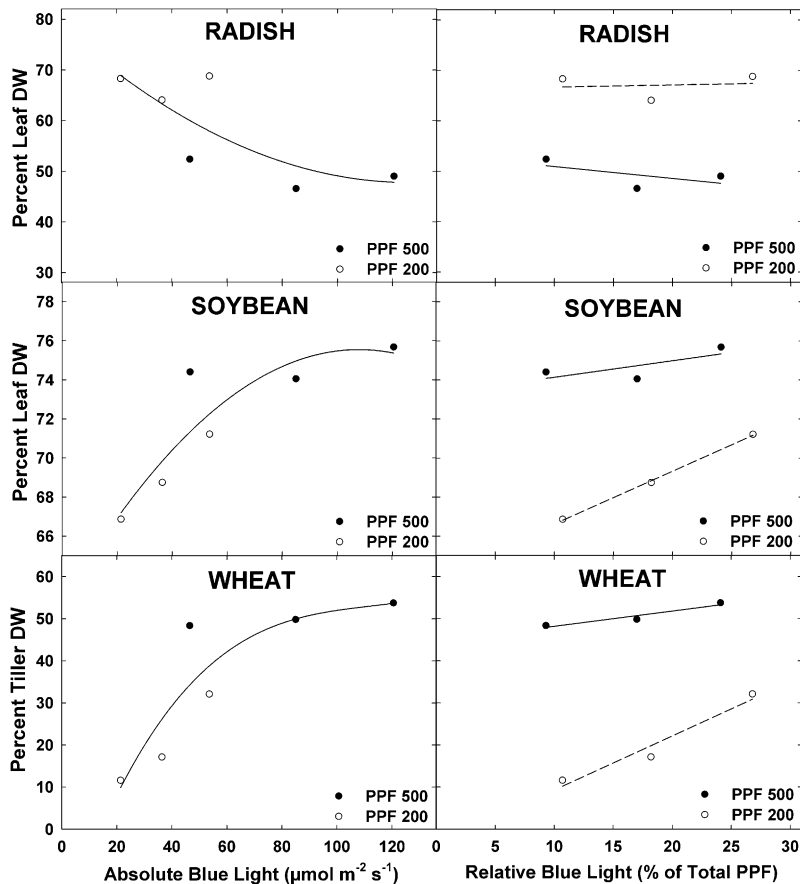 RADISH
Percent Leaf DW
80
70
60
50
40
30
PPF 500
PPF 200
RADISH
PPF 500
PPF 200
SOYBEAN
Percent Leaf DW
78
76
74
72
70
68
66
PPF 500
PPF 200
SOYBEAN
PPF 500
PPF 200
WHEAT
Percent Tiller DW
60
50
40
30
20
10
0
PPF 500
PPF 200
0 20 40 60 80 100 120
Absolute Blue Light (µmol m⁻² s⁻¹)
WHEAT
PPF 500
PPF 200
0 5 10 15 20 25 30
Relative Blue Light (% of Total PPF)